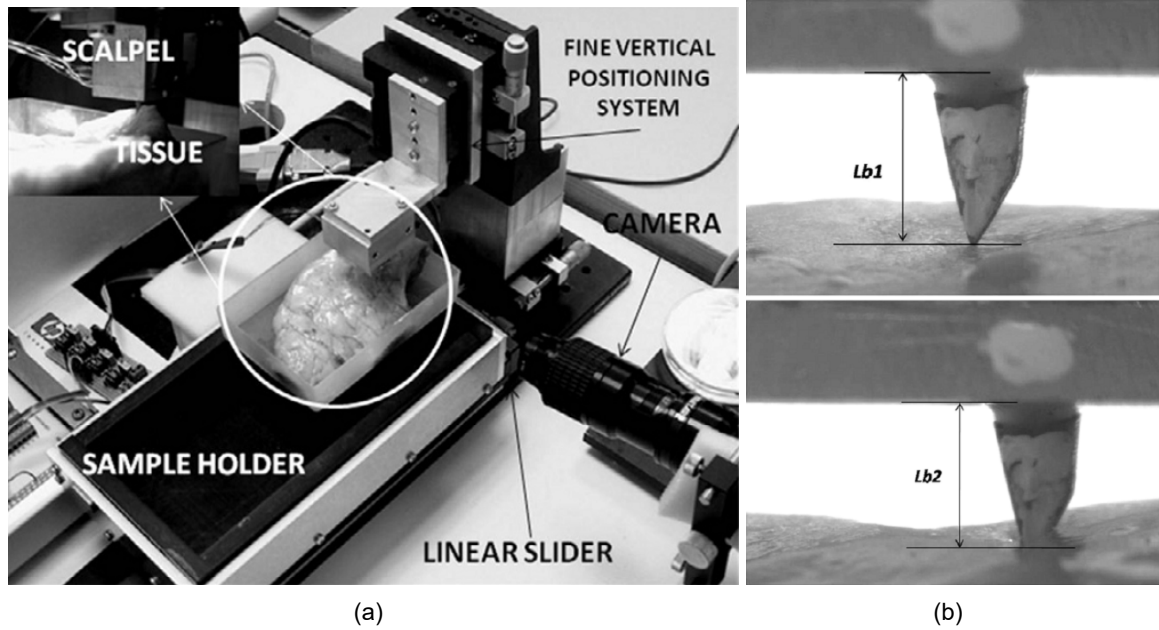 SCALPEL
TISSUE
FINE VERTICAL
POSITIONING
SYSTEM
CAMERA
SAMPLE HOLDER
LINEAR SLIDER
(a)
Lb1
Lb2
(b)